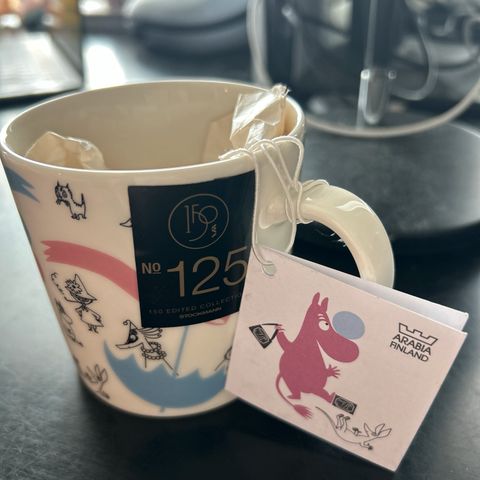 150
No 125
150 EDITED COLLECTION
STOCKMANN
ARABIA
FINLAND